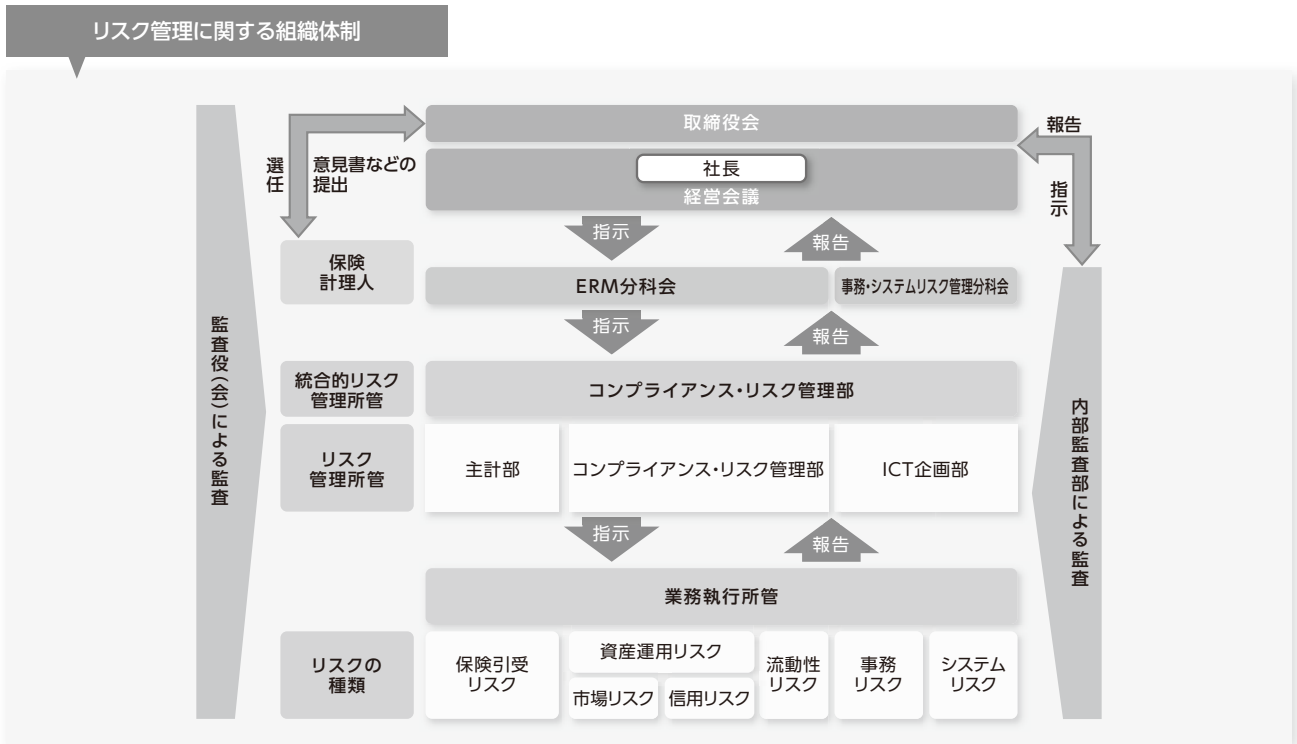 リスク管理に関する組織体制
取締役会
社長
経営会議
選任
意見書などの
提出
報告
指示
指示
報告
保険
計理人
ERM分科会
事務・システムリスク管理分科会
指示
報告
監査役(会)による監査
統合的リスク
管理所管
コンプライアンス・リスク管理部
内部監査部による監査
リスク
管理所管
主計部
コンプライアンス・リスク管理部
ICT企画部
指示
報告
業務執行所管
リスクの
種類
保険引受
リスク
資産運用リスク
市場リスク
信用リスク
流動性
リスク
事務
リスク
システム
リスク